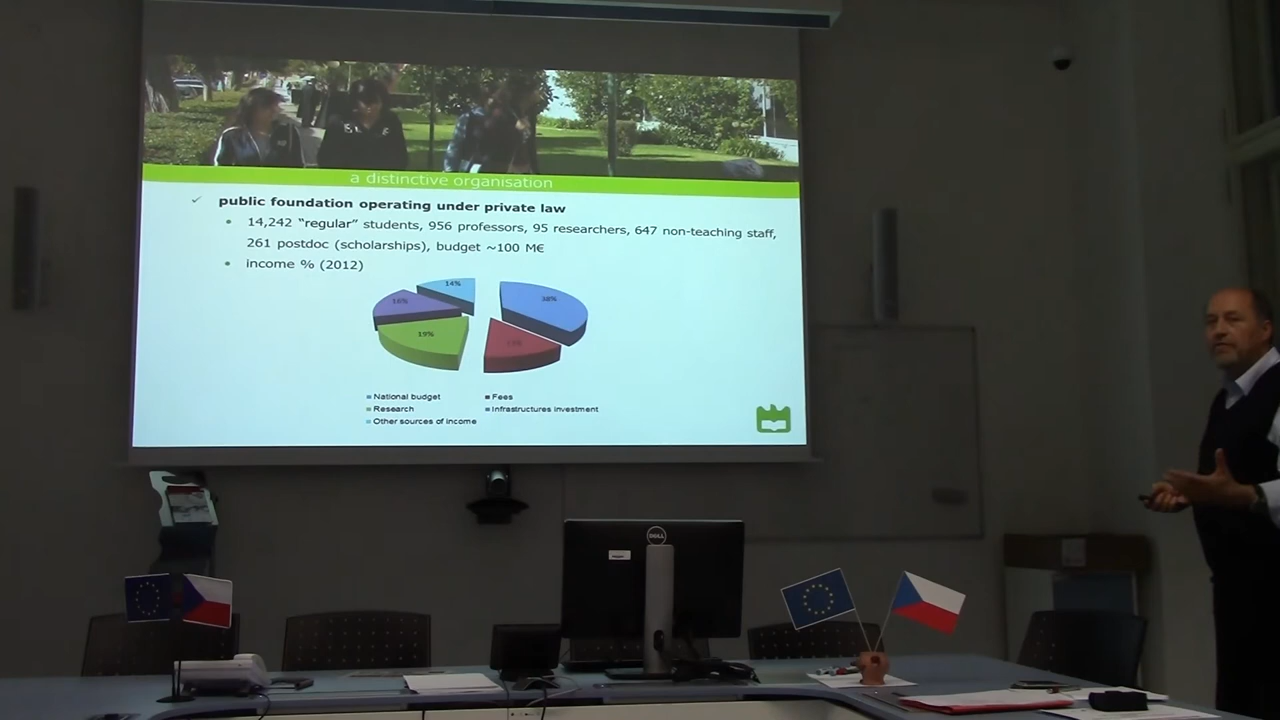 a distinctive organisation
public foundation operating under private law
14,242 “regular” students, 956 professors, 95 researchers, 647 non-teaching staff,
261 postdoc (scholarships), budget ~100 M€
income % (2012)
14%
38%
16%
19%
National budget
Fees
Research
Infrastructures investment
Other sources of income
DELL